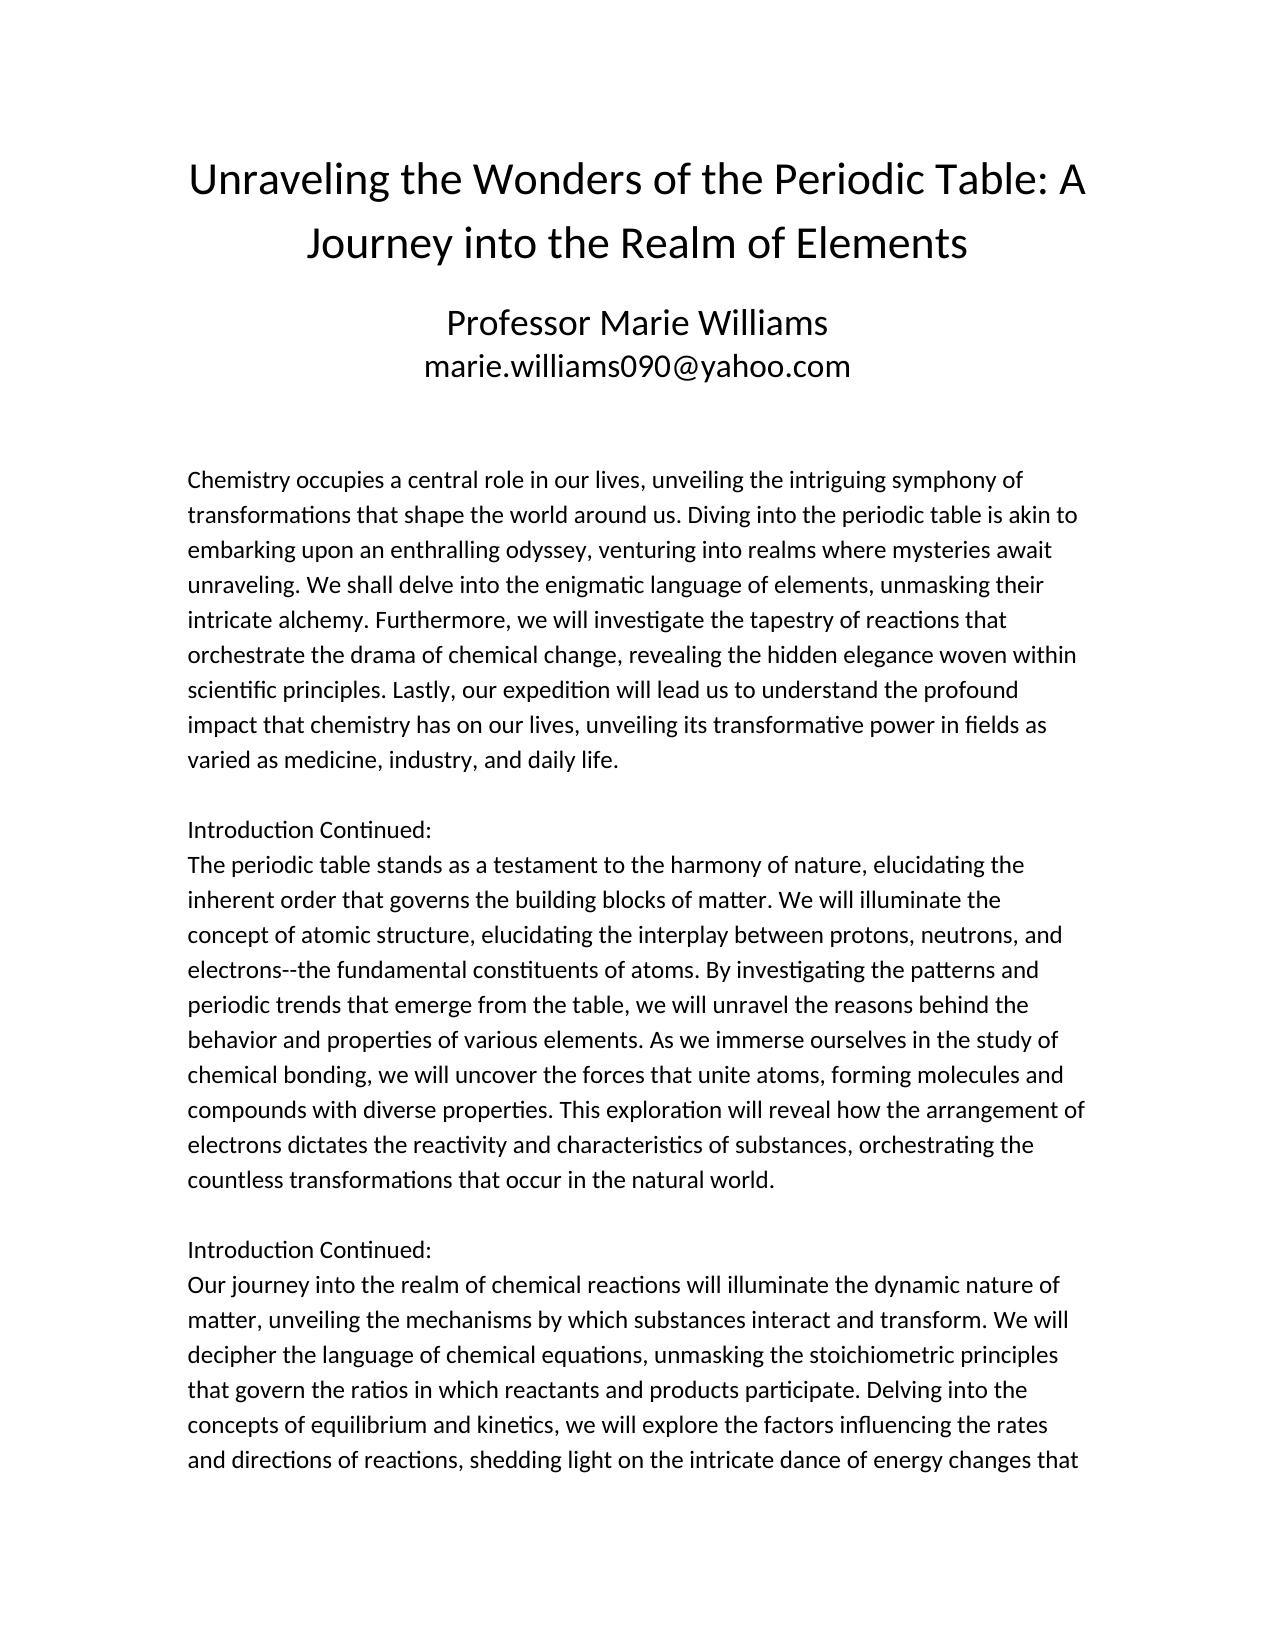 Unraveling the Wonders of the Periodic Table: A
Journey into the Realm of Elements
Professor Marie Williams
marie.williams090@yahoo.com
Chemistry occupies a central role in our lives, unveiling the intriguing symphony of
transformations that shape the world around us. Diving into the periodic table is akin to
embarking upon an enthralling odyssey, venturing into realms where mysteries await
unraveling. We shall delve into the enigmatic language of elements, unmasking their
intricate alchemy. Furthermore, we will investigate the tapestry of reactions that
orchestrate the drama of chemical change, revealing the hidden elegance woven within
scientific principles. Lastly, our expedition will lead us to understand the profound
impact that chemistry has on our lives, unveiling its transformative power in fields as
varied as medicine, industry, and daily life.
Introduction Continued:
The periodic table stands as a testament to the harmony of nature, elucidating the
inherent order that governs the building blocks of matter. We will illuminate the
concept of atomic structure, elucidating the interplay between protons, neutrons, and
electrons--the fundamental constituents of atoms. By investigating the patterns and
periodic trends that emerge from the table, we will unravel the reasons behind the
behavior and properties of various elements. As we immerse ourselves in the study of
chemical bonding, we will uncover the forces that unite atoms, forming molecules and
compounds with diverse properties. This exploration will reveal how the arrangement of
electrons dictates the reactivity and characteristics of substances, orchestrating the
countless transformations that occur in the natural world.
Introduction Continued:
Our journey into the realm of chemical reactions will illuminate the dynamic nature of
matter, unveiling the mechanisms by which substances interact and transform. We will
decipher the language of chemical equations, unmasking the stoichiometric principles
that govern the ratios in which reactants and products participate. Delving into the
concepts of equilibrium and kinetics, we will explore the factors influencing the rates
and directions of reactions, shedding light on the intricate dance of energy changes that